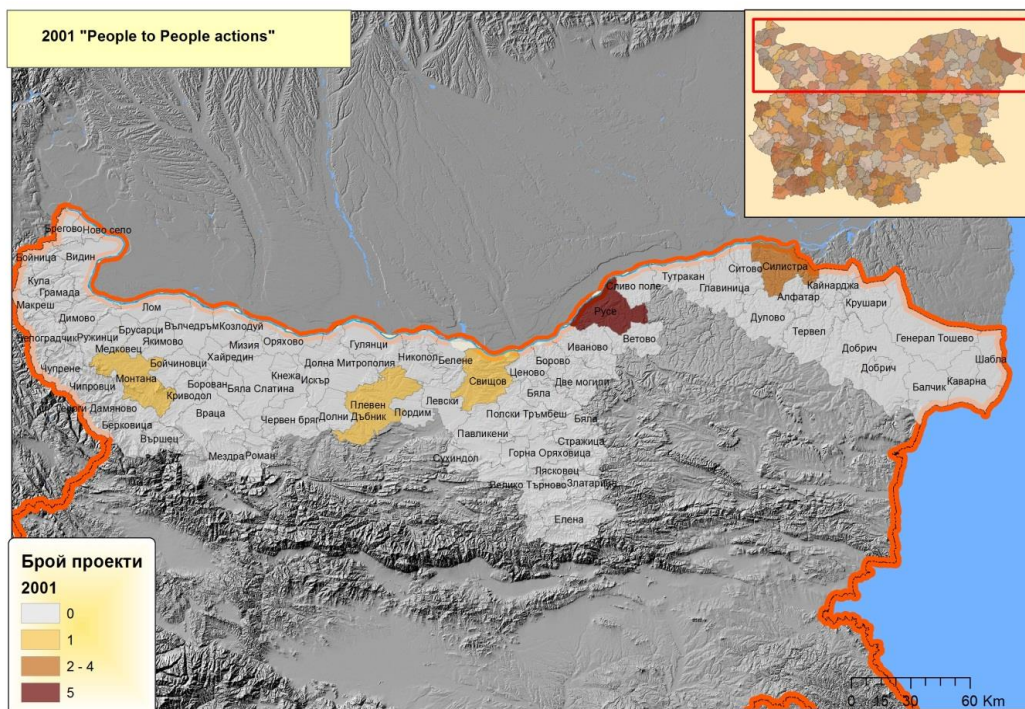 2001 "People to People actions"
Брегово
Ново село
Бойница
Видин
Кула
Грамада
Макреш
Димово
Лом
Ружинци
Брусарци
Вълчедръм
Козлодуй
Медковец
Якимово
Мизия
Оряхово
Гулянци
Чупрене
Монтана
Бойчиновци
Хайредин
Долна Митрополия
Никопол
Белене
Чипровци
Криводол
Борован
Бяла Слатина
Кнежа
Искър
Плевен
Левски
Свищов
Дамяново
Враца
Червен бряг
Долни Дъбник
Пордим
Берковица
Вършец
Мездра
Роман
Сливо поле
Тутракан
Ситово
Силистра
Главиница
Алфатар
Кайнарджа
Русе
Дулово
Крушари
Ветово
Иваново
Тервел
Генерал Тошево
Борово
Ценово
Добрич
Шабла
Бяла
Две могили
Добрич
Балчик
Каварна
Полски Тръмбеш
Бяла
Павликени
Стражица
Сухиндол
Горна Оряховица
Лясковец
Велико Търново
Златарица
Елена
Брой проекти
2001
0
1
2 - 4
5
0 15 30 60 Km